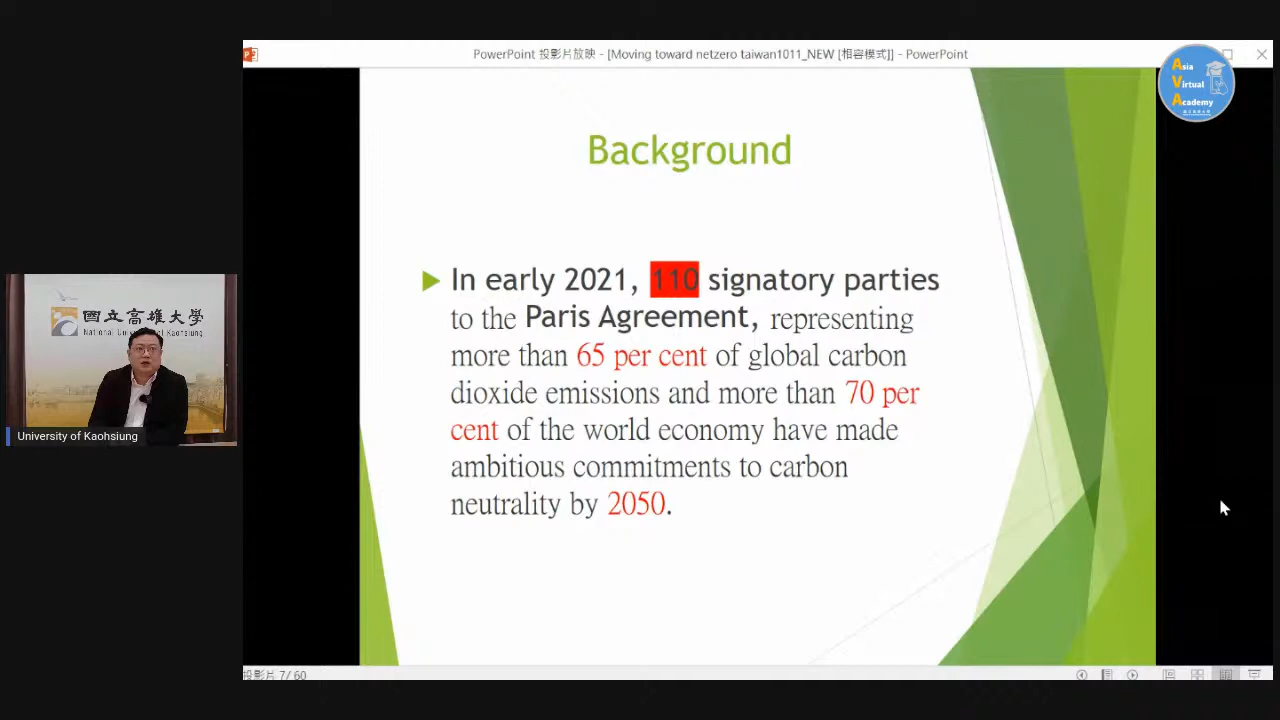 PowerPoint 投影片放映 - [Moving toward netzero taiwan1011_NEW [相容模式]] - PowerPoint
Asia
Virtual
Academy
Background
In early 2021, 110 signatory parties
to the Paris Agreement, representing
more than 65 per cent of global carbon
dioxide emissions and more than 70 per
cent of the world economy have made
ambitious commitments to carbon
neutrality by 2050.
國立高雄大學
National University of Kaohsiung
University of Kaohsiung
投影片 7/60